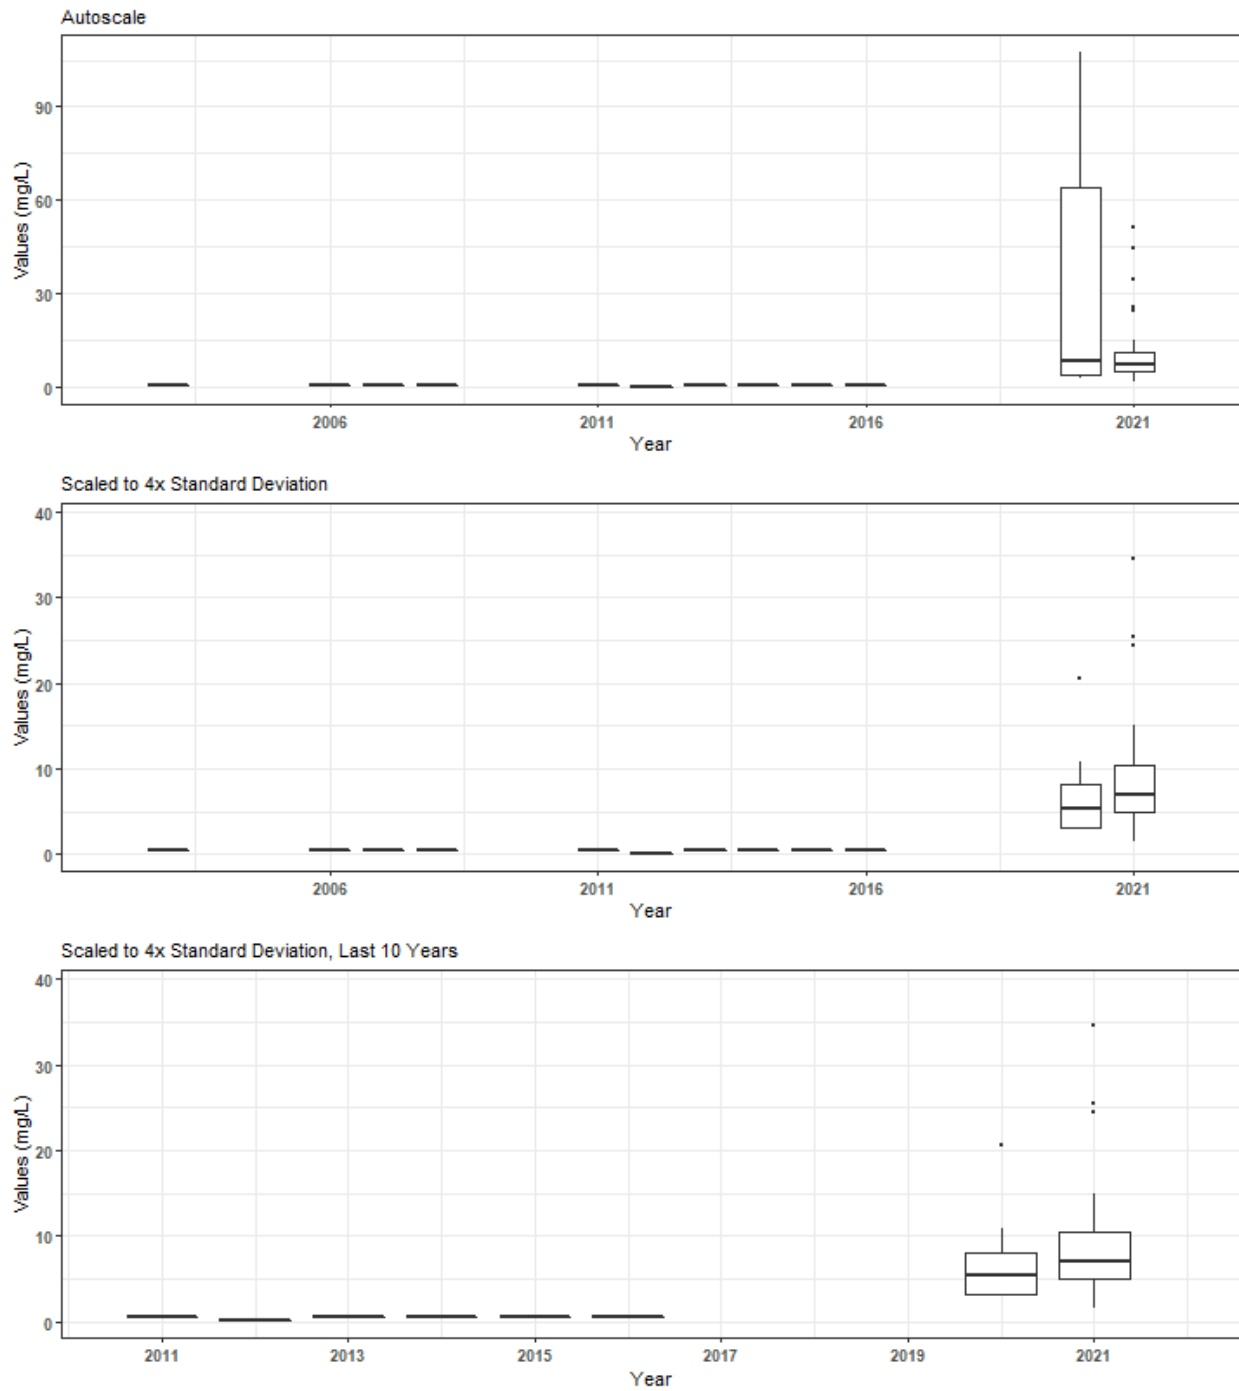 Autoscale
Values (mg/L)
90
60
30
0
2006 2011 2016 2021
Year
Scaled to 4x Standard Deviation
Values (mg/L)
40
30
20
10
0
2006 2011 2016 2021
Year
Scaled to 4x Standard Deviation, Last 10 Years
Values (mg/L)
40
30
20
10
0
2011 2013 2015 2017 2019 2021
Year